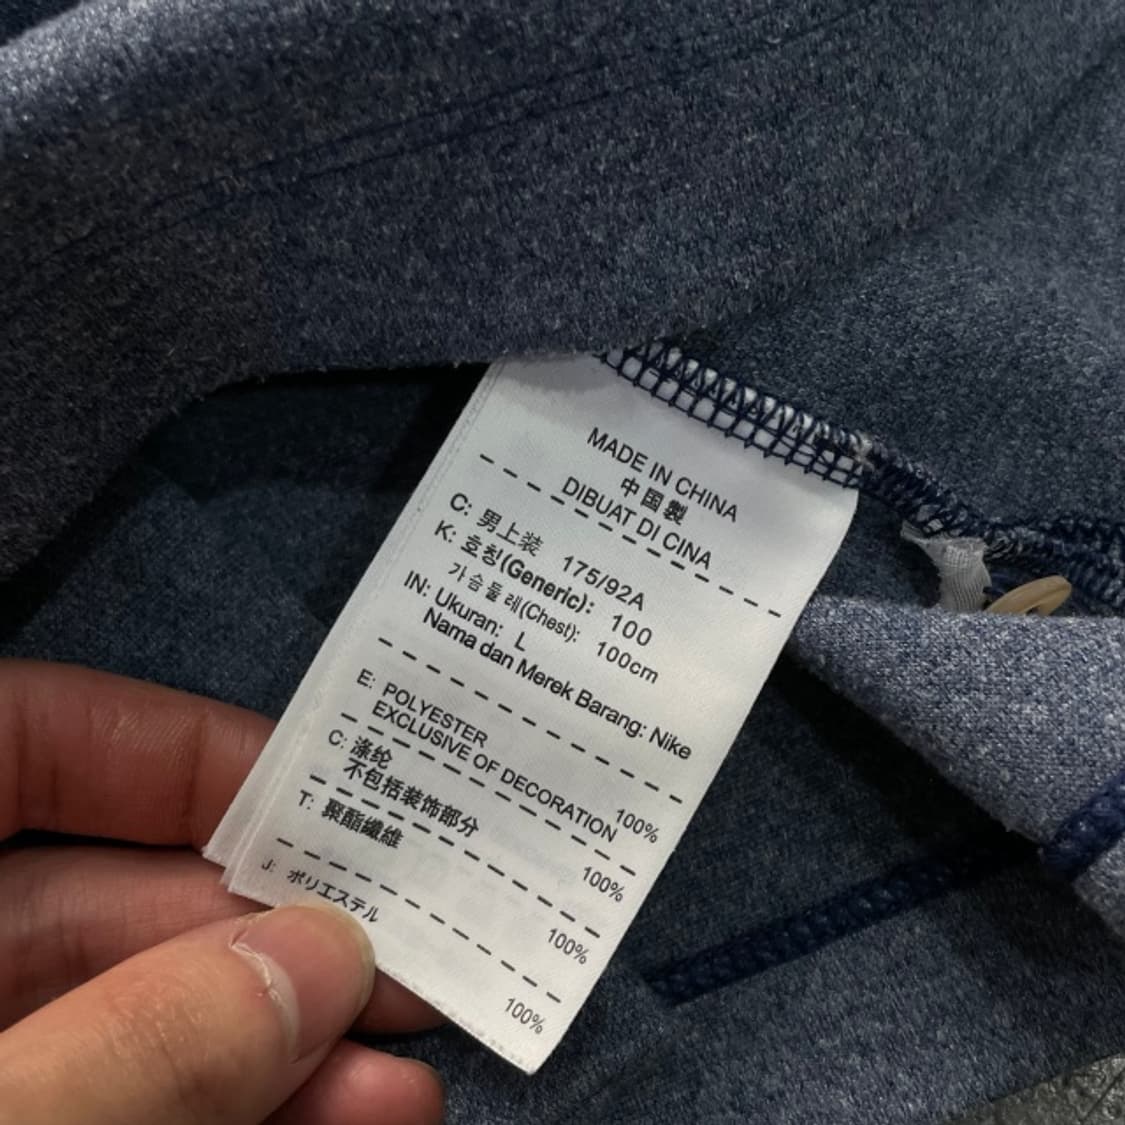 MADE IN CHINA
中国製
DIBUAT DI CINA
C: 男上装 175/92A
K: 호칭(Generic): 100
가슴둘레(Chest): 100cm
IN: Ukuran: L
Nama dan Merek Barang: Nike
E: POLYESTER 100%
EXCLUSIVE OF DECORATION
C: 涤纶 100%
不包括装饰部分
T: 聚酯纖維 100%
J: ポリエステル 100%